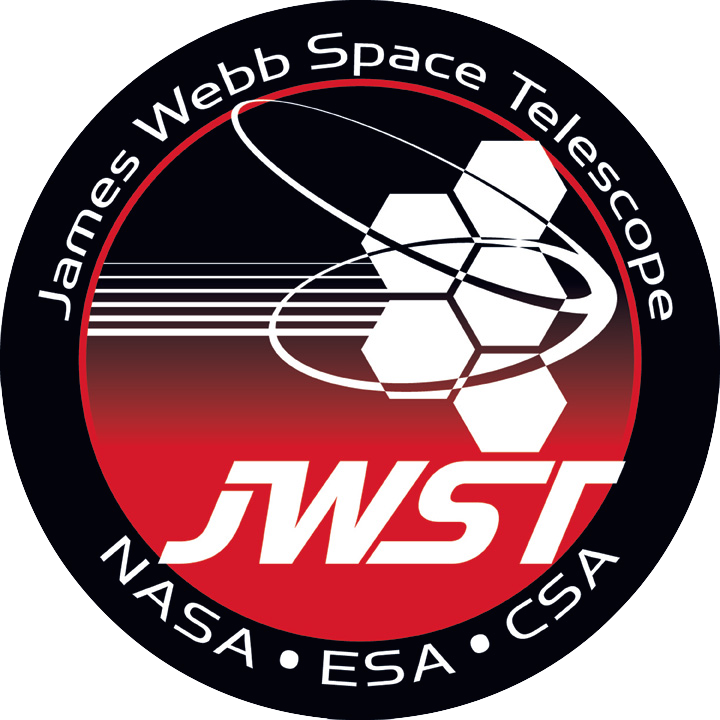 James Webb Space Telescope
JWST
NASA • ESA • CSA